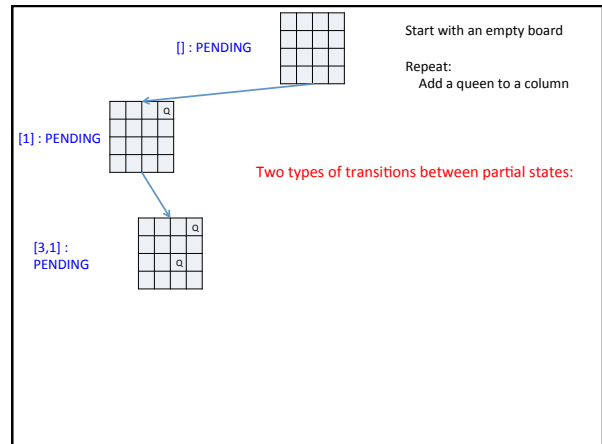 [] : PENDING
Start with an empty board
Repeat:
Add a queen to a column
Q
[1] : PENDING
Two types of transitions between partial states:
Q
[3,1] :
PENDING
Q